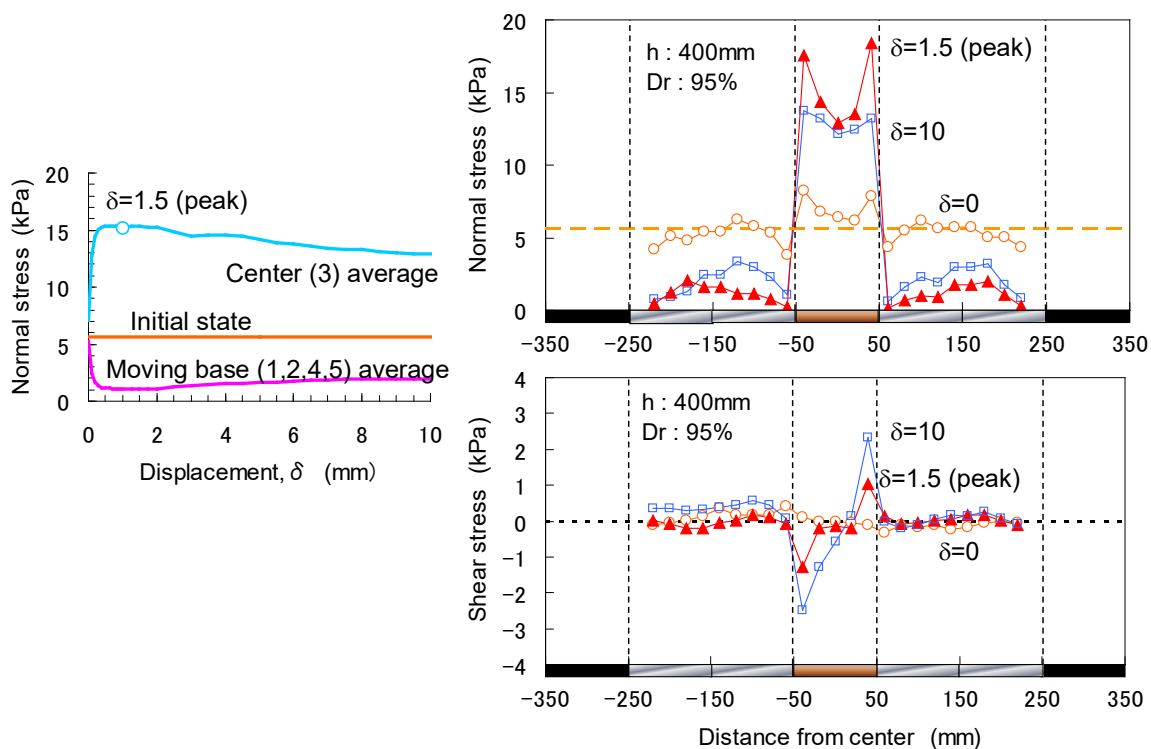 Normal stress (kPa)
20
15
10
5
0
δ=1.5 (peak)
Center (3) average
Initial state
Moving base (1,2,4,5) average
0 2 4 6 8 10
Displacement, δ (mm)
Normal stress (kPa)
20
15
10
5
0
h : 400mm
Dr : 95%
δ=1.5 (peak)
δ=10
δ=0
-350 -250 -150 -50 50 150 250 350
Shear stress (kPa)
4
3
2
1
0
-1
-2
-3
-4
h : 400mm
Dr : 95%
δ=10
δ=1.5 (peak)
δ=0
-350 -250 -150 -50 50 150 250 350
Distance from center (mm)